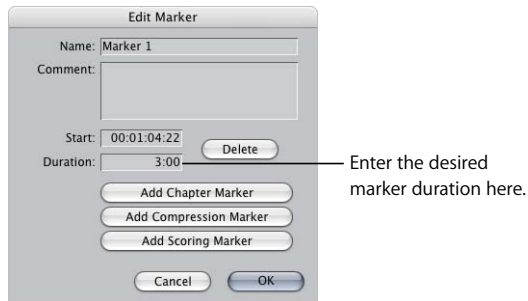 Edit Marker
Name: Marker 1
Comment:
Start: 00:01:04:22
Delete
Duration: 3:00
Enter the desired
marker duration here.
Add Chapter Marker
Add Compression Marker
Add Scoring Marker
Cancel OK